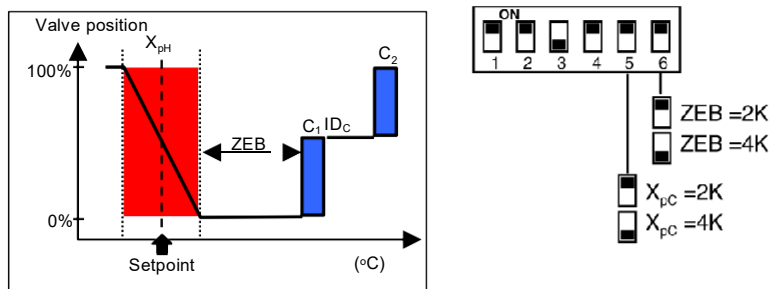 Valve position
XpH
100%
0%
ZEB
C1 IDC
C2
Setpoint
(oC)
ON
1 2 3 4 5 6
ZEB =2K
ZEB =4K
XpC =2K
XpC =4K